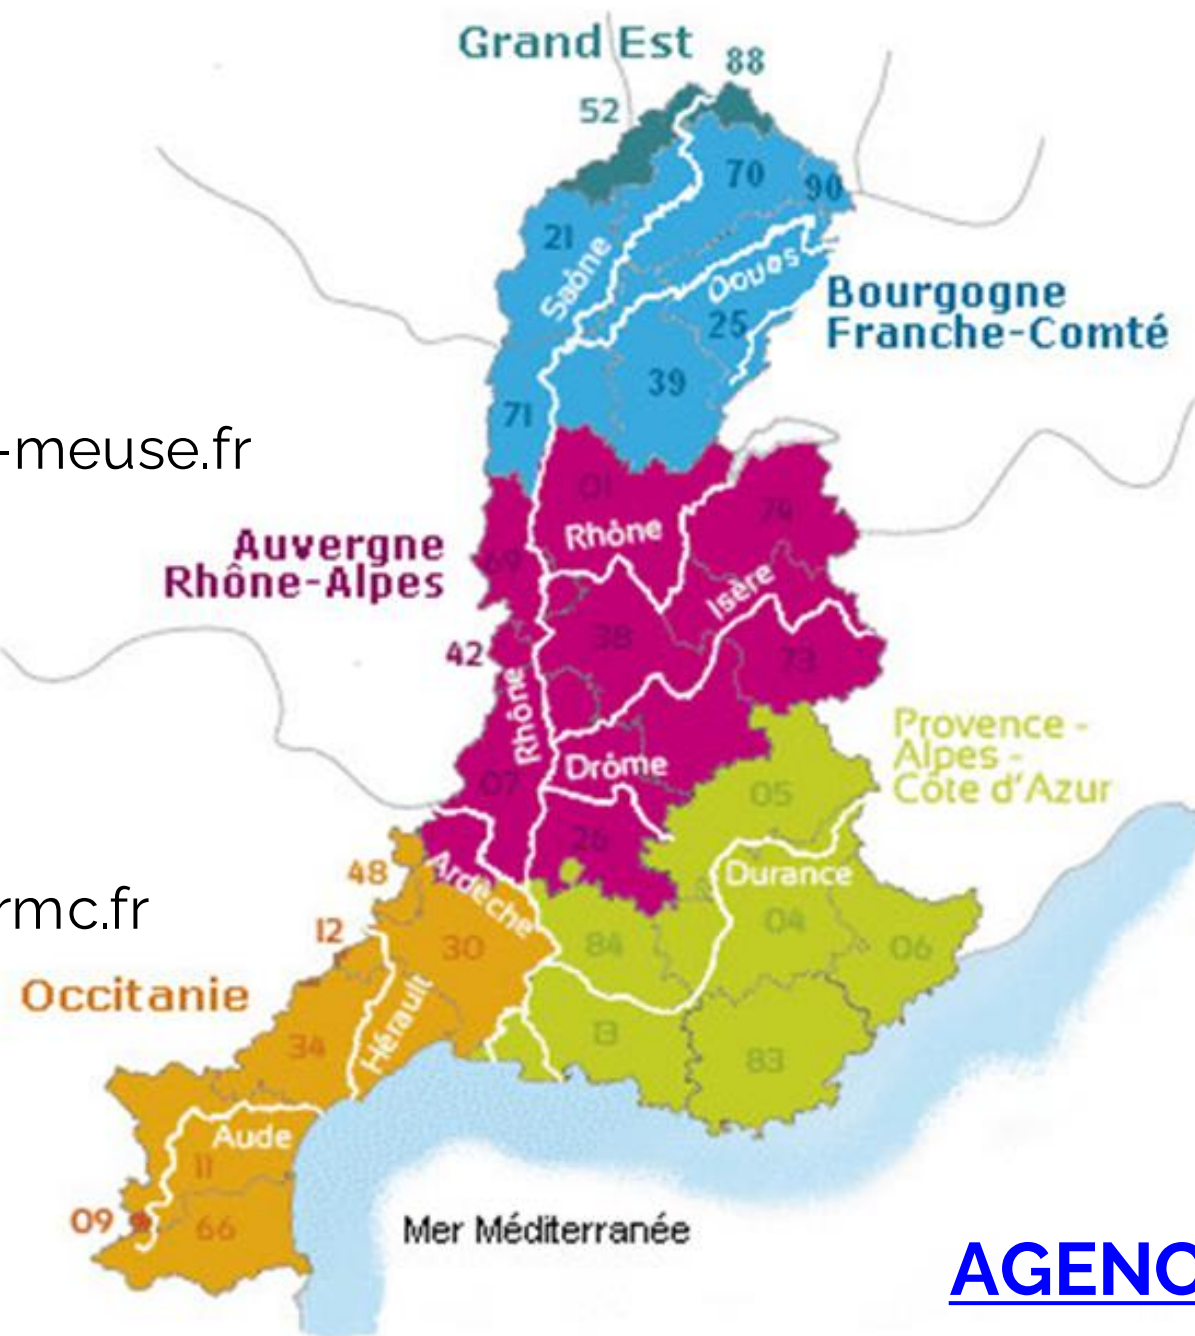 Grand Est
88
52
70
90
21
Saône
Doubs
Bourgogne
Franche-Comté
25
39
71
-meuse.fr
01
Rhône
74
Auvergne
Rhône-Alpes
69
Isère
38
42
73
Rhône
Provence -
Alpes -
Côte d'Azur
Drôme
07
05
26
Ardèche
48
Durance
rmc.fr
12
30
84
04
06
Occitanie
Hérault
34
13
83
Aude
11
09
66
Mer Méditerranée
AGENC